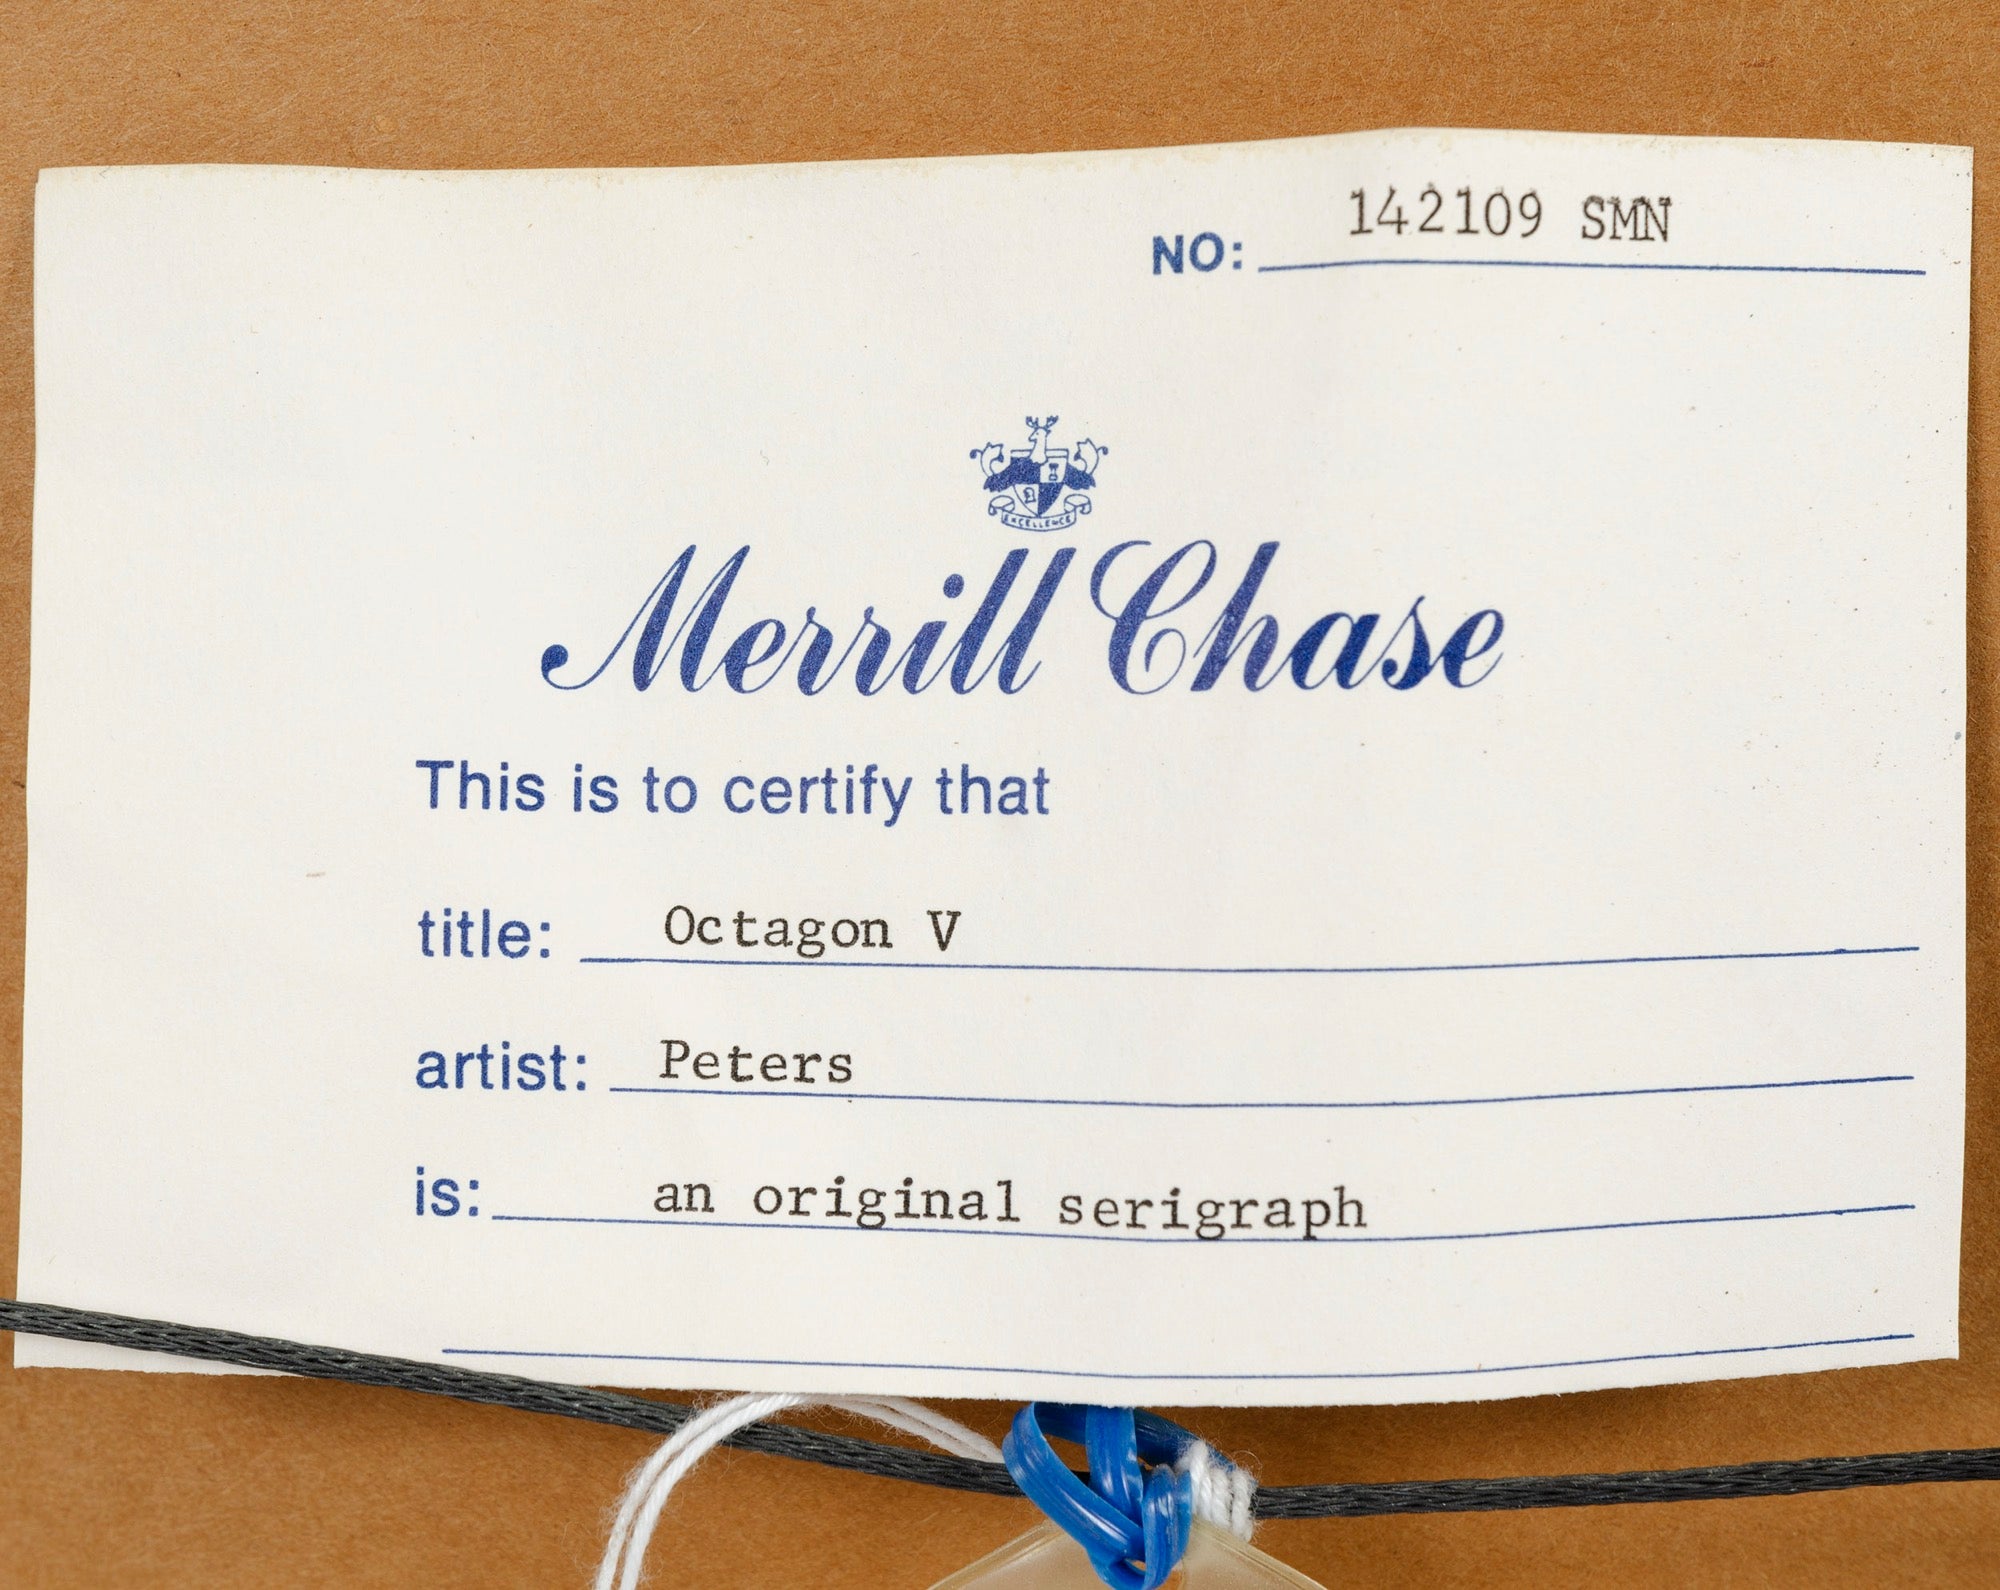 NO: 142109 SMN
EXCELLENCE
Merrill Chase
This is to certify that
title: Octagon V
artist: Peters
is: an original serigraph